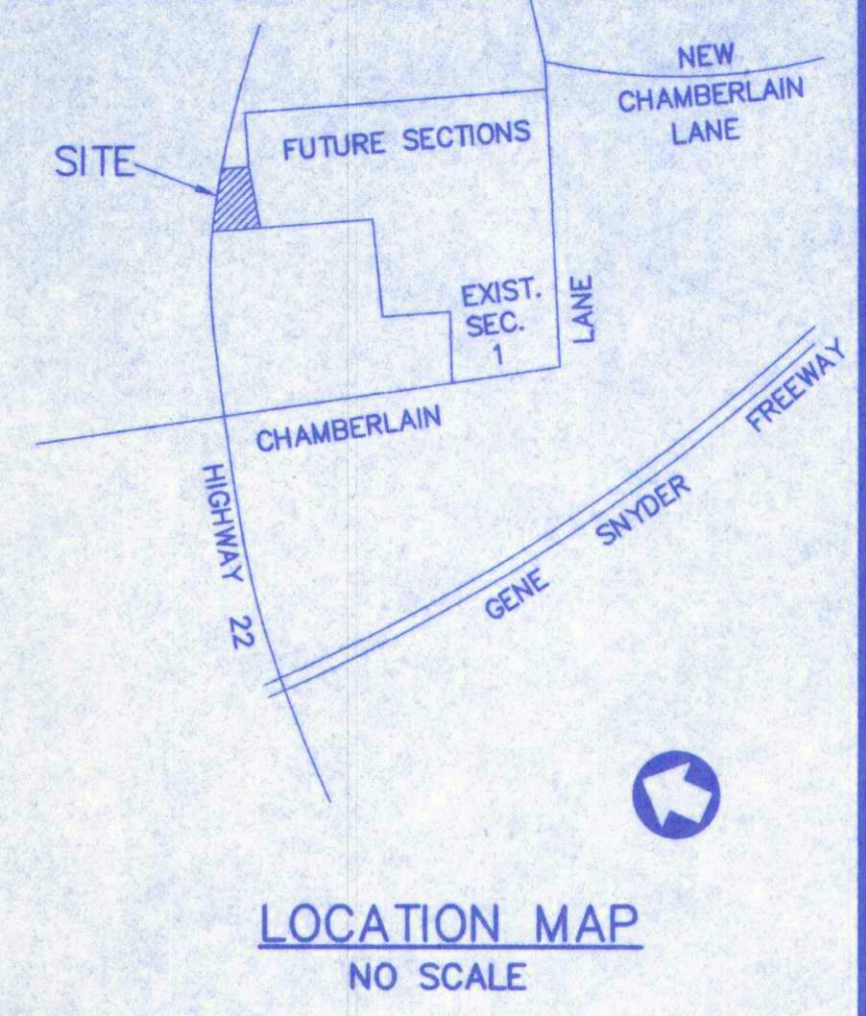 NEW
CHAMBERLAIN
LANE
FUTURE SECTIONS
SITE
EXIST.
SEC.
1
LANE
CHAMBERLAIN
HIGHWAY 22
GENE SNYDER FREEWAY
LOCATION MAP
NO SCALE